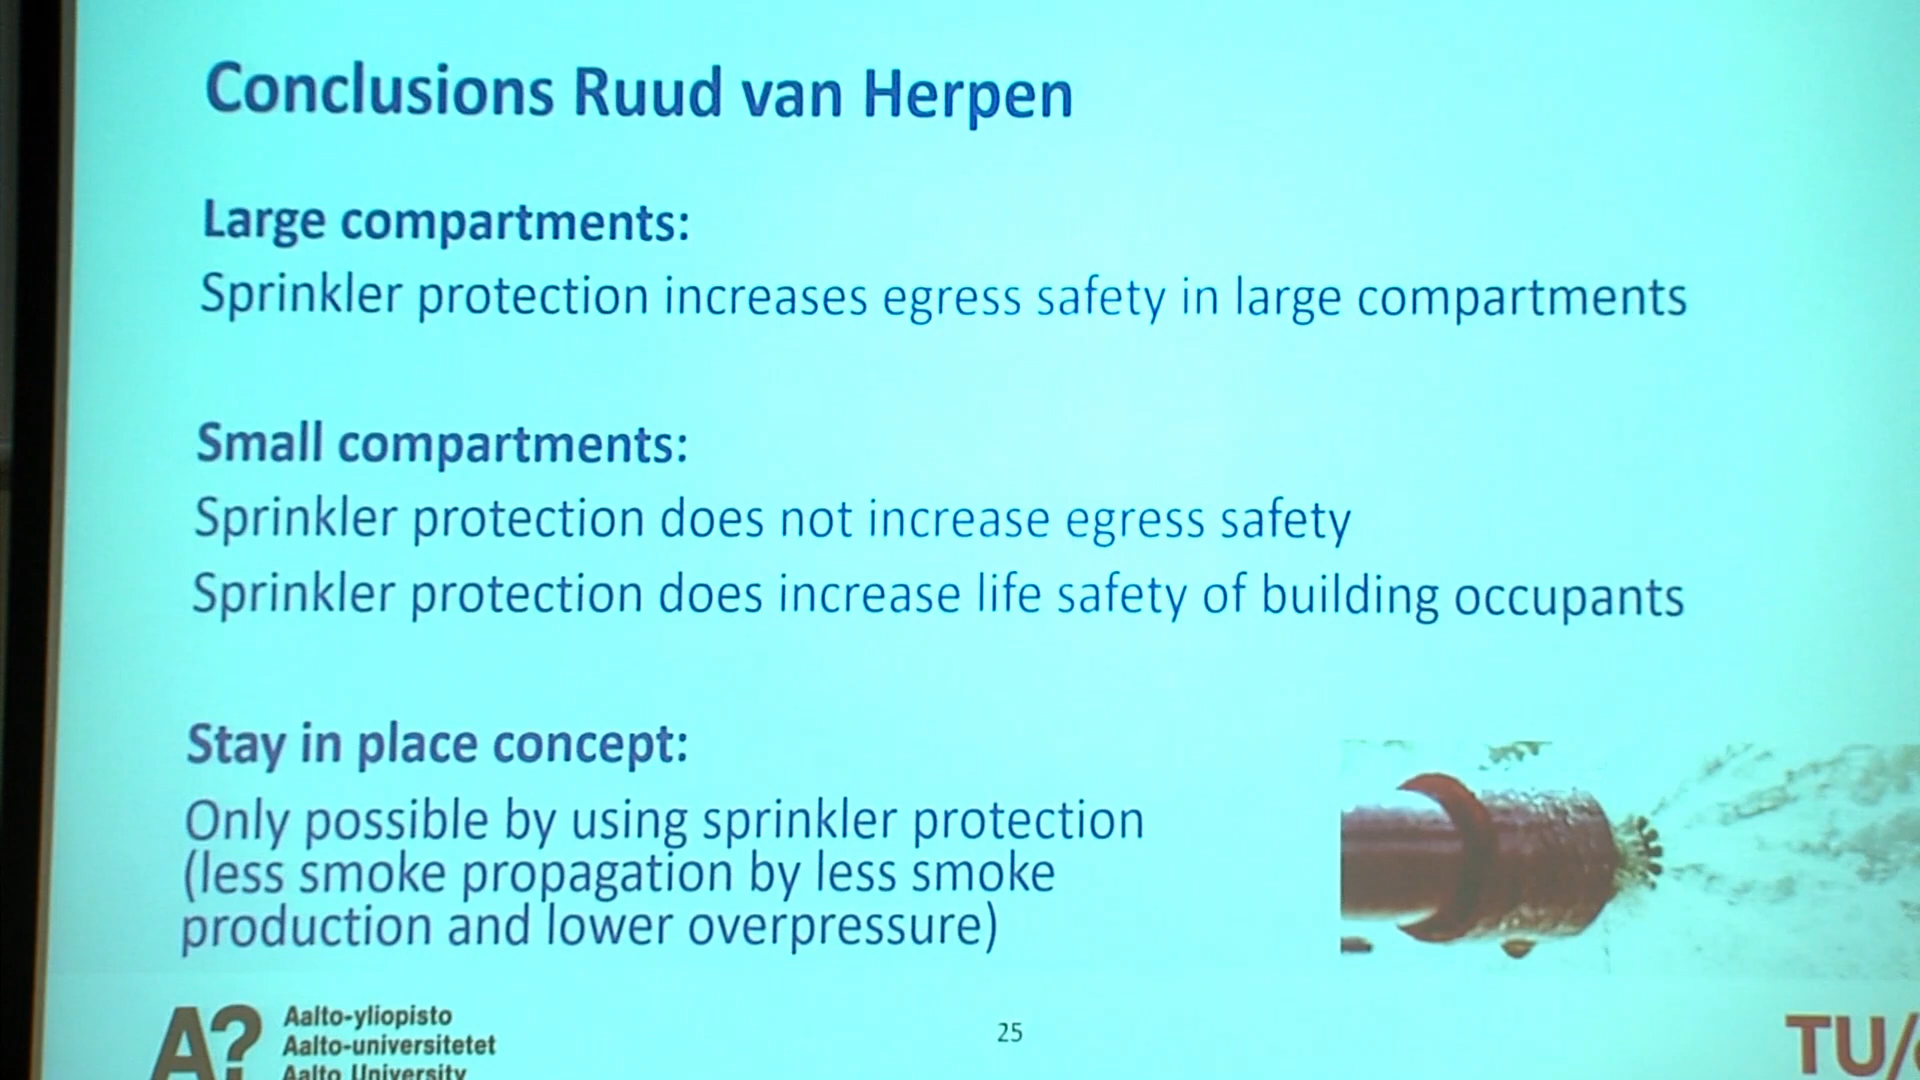 Conclusions Ruud van Herpen
Large compartments:
Sprinkler protection increases egress safety in large compartments
Small compartments:
Sprinkler protection does not increase egress safety
Sprinkler protection does increase life safety of building occupants
Stay in place concept:
Only possible by using sprinkler protection
(less smoke propagation by less smoke
production and lower overpressure)
A?
Aalto-yliopisto
Aalto-universitetet
Aalto University
25
TU/